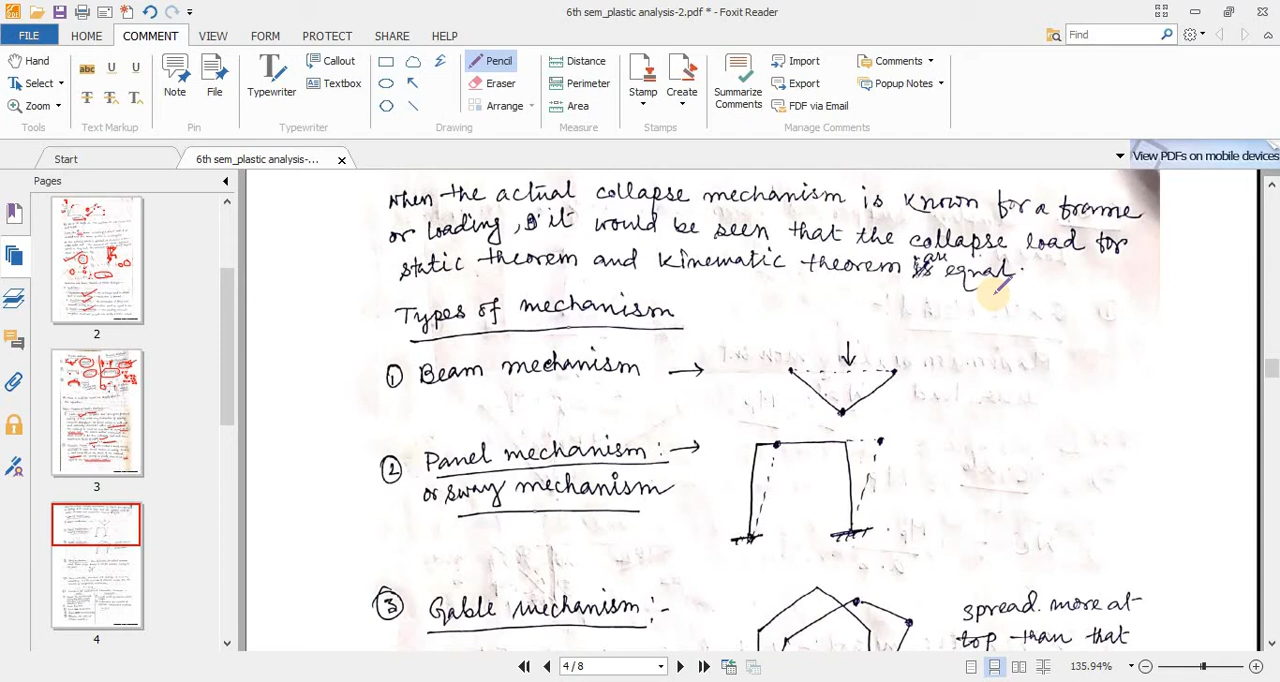 6th sem_plastic analysis-2.pdf * - Foxit Reader
FILE HOME COMMENT VIEW FORM PROTECT SHARE HELP
Find
Hand
Select
Zoom
Tools
abc U U
T T T
Text Markup
Note
File
Pin
Typewriter
Callout
Textbox
Typewriter
Pencil
Eraser
Arrange
Drawing
Distance
Perimeter
Area
Measure
Stamp
Create
Stamps
Summarize
Comments
Import
Export
FDF via Email
Comments
Popup Notes
Manage Comments
Start
6th sem_plastic analysis-...
View PDFs on mobile devices
Pages
2
3
4
when the actual collapse mechanism is known for a frame
or loading, it would be seen that the collapse load for
static theorem and kinematic theorem are equal.
Types of mechanism
① Beam mechanism →
② Panel mechanism : →
or sway mechanism
③ Gable mechanism :-
spread more at
top than that
4 / 8
135.94%